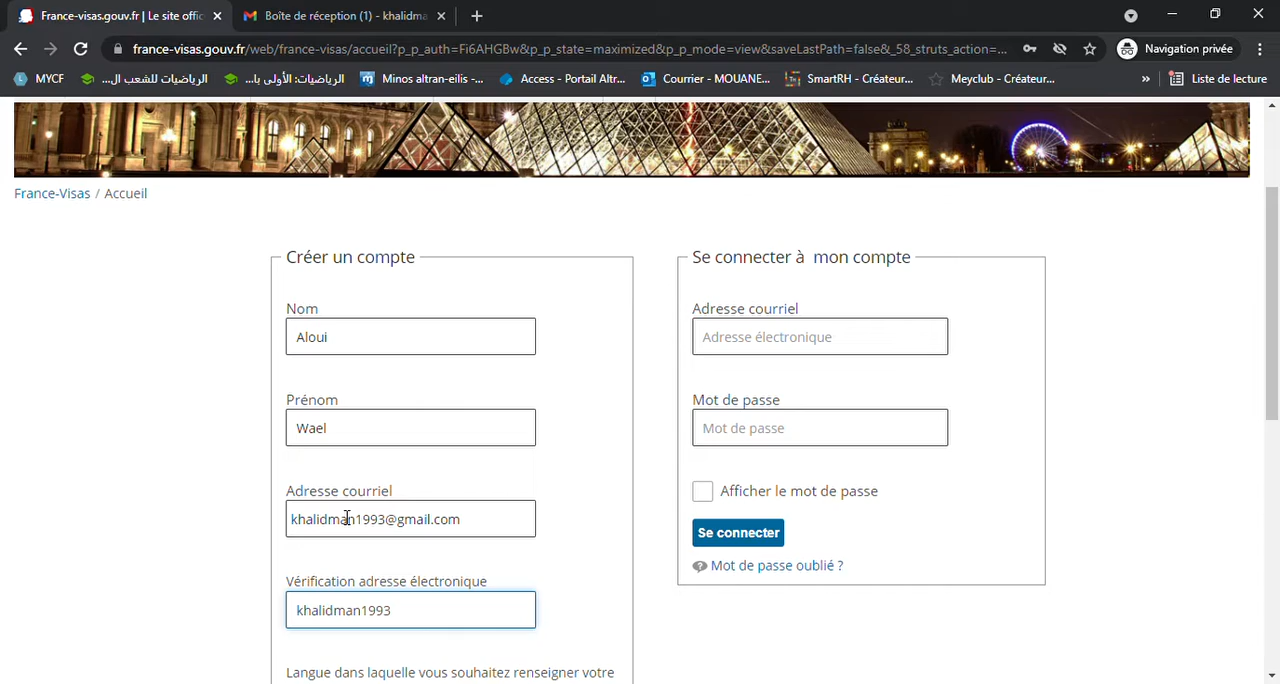 France-visas.gouv.fr | Le site offic
Boîte de réception (1) - khalidma
france-visas.gouv.fr/web/france-visas/accueil?p_p_auth=Fi6AHGBw&p_p_state=maximized&p_p_mode=view&saveLastPath=false&_58_struts_action=...
Navigation privée
MYCF
الرياضيات للشعب ال...
الرياضيات: الأولى با...
Minos altran-eilis -...
Access - Portail Altr...
Courrier - MOUANE...
SmartRH - Créateur...
Meyclub - Créateur...
»
Liste de lecture
France-Visas / Accueil
Créer un compte
Nom
Aloui
Prénom
Wael
Adresse courriel
khalidman1993@gmail.com
Vérification adresse électronique
khalidman1993
Langue dans laquelle vous souhaitez renseigner votre
Se connecter à mon compte
Adresse courriel
Adresse électronique
Mot de passe
Mot de passe
Afficher le mot de passe
Se connecter
Mot de passe oublié ?